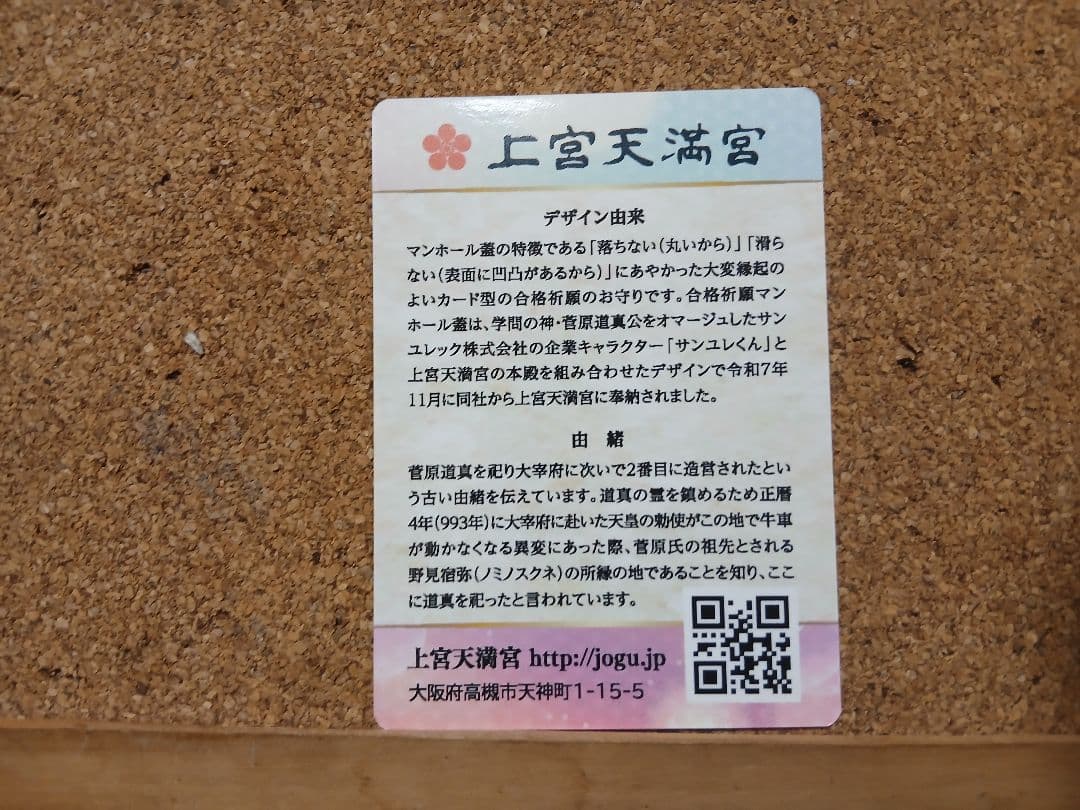 上宮天満宮
デザイン由来
マンホール蓋の特徴である「落ちない(丸いから)」「滑ら
ない(表面に凹凸があるから)」にあやかった大変縁起の
よいカード型の合格祈願のお守りです。合格祈願マン
ホール蓋は、学問の神・菅原道真公をオマージュしたサン
ユレック株式会社の企業キャラクター「サンユレくん」と
上宮天満宮の本殿を組み合わせたデザインで令和7年
11月に同社から上宮天満宮に奉納されました。
由 緒
菅原道真を祀り大宰府に次いで2番目に造営されたとい
う古い由緒を伝えています。道真の霊を鎮めるため正暦
4年(993年)に大宰府に赴いた天皇の勅使がこの地で牛車
が動かなくなる異変にあった際、菅原氏の祖先とされる
野見宿弥(ノミノスクネ)の所縁の地であることを知り、ここ
に道真を祀ったと言われています。
上宮天満宮 http://jogu.jp
大阪府高槻市天神町1-15-5